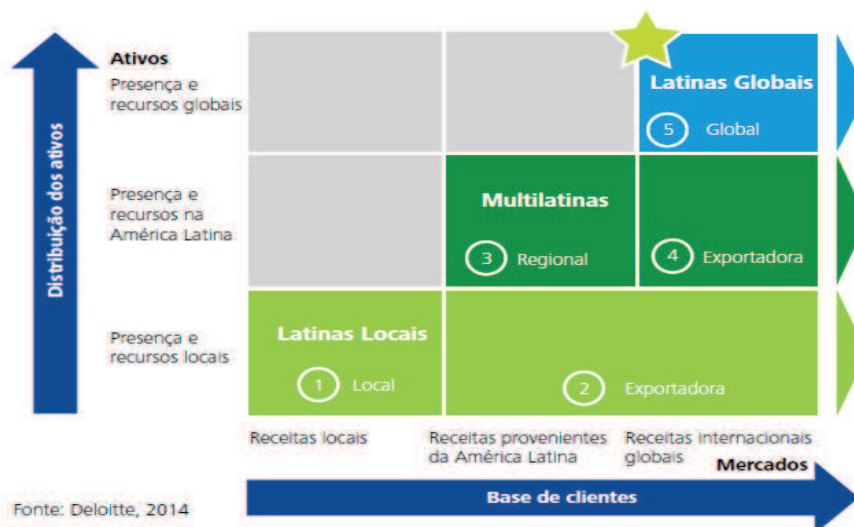 Distribuição dos ativos
Ativos
Presença e
recursos globais
Latinas Globais
5 Global
Presença e
recursos na
América Latina
Multilatinas
3 Regional
4 Exportadora
Presença e
recursos locais
Latinas Locais
1 Local
2 Exportadora
Receitas locais
Receitas provenientes
da América Latina
Receitas internacionais
globais
Mercados
Base de clientes
Fonte: Deloitte, 2014